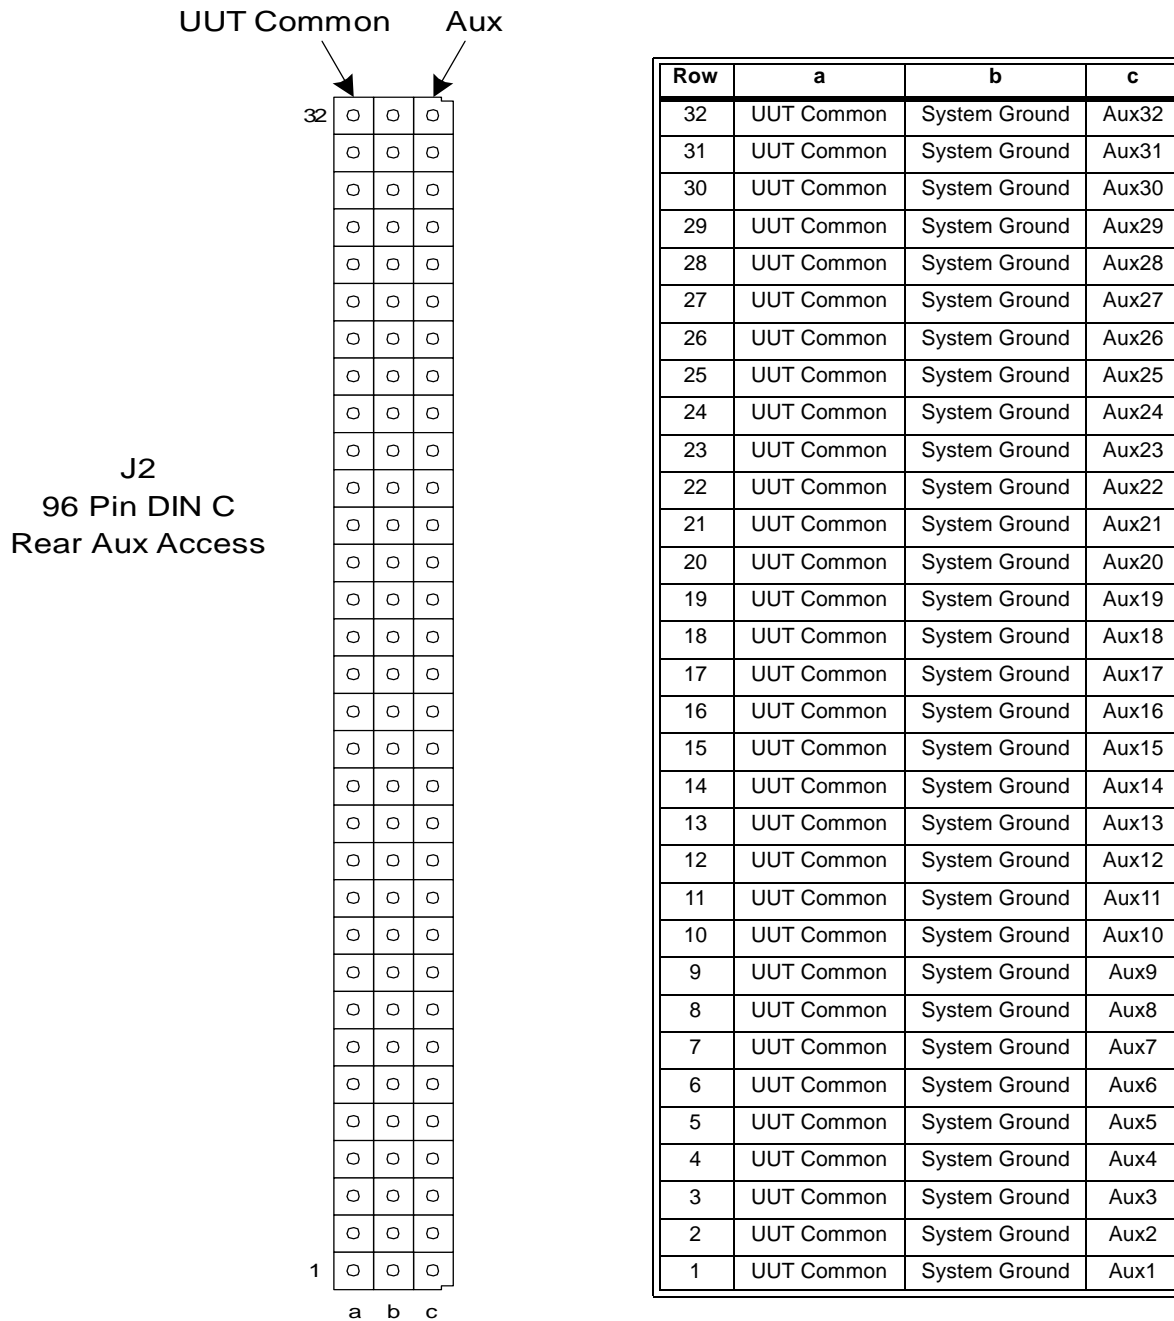 UUT Common Aux
32
J2
96 Pin DIN C
Rear Aux Access
1
a b c
Row a b c
32 UUT Common System Ground Aux32
31 UUT Common System Ground Aux31
30 UUT Common System Ground Aux30
29 UUT Common System Ground Aux29
28 UUT Common System Ground Aux28
27 UUT Common System Ground Aux27
26 UUT Common System Ground Aux26
25 UUT Common System Ground Aux25
24 UUT Common System Ground Aux24
23 UUT Common System Ground Aux23
22 UUT Common System Ground Aux22
21 UUT Common System Ground Aux21
20 UUT Common System Ground Aux20
19 UUT Common System Ground Aux19
18 UUT Common System Ground Aux18
17 UUT Common System Ground Aux17
16 UUT Common System Ground Aux16
15 UUT Common System Ground Aux15
14 UUT Common System Ground Aux14
13 UUT Common System Ground Aux13
12 UUT Common System Ground Aux12
11 UUT Common System Ground Aux11
10 UUT Common System Ground Aux10
9 UUT Common System Ground Aux9
8 UUT Common System Ground Aux8
7 UUT Common System Ground Aux7
6 UUT Common System Ground Aux6
5 UUT Common System Ground Aux5
4 UUT Common System Ground Aux4
3 UUT Common System Ground Aux3
2 UUT Common System Ground Aux2
1 UUT Common System Ground Aux1